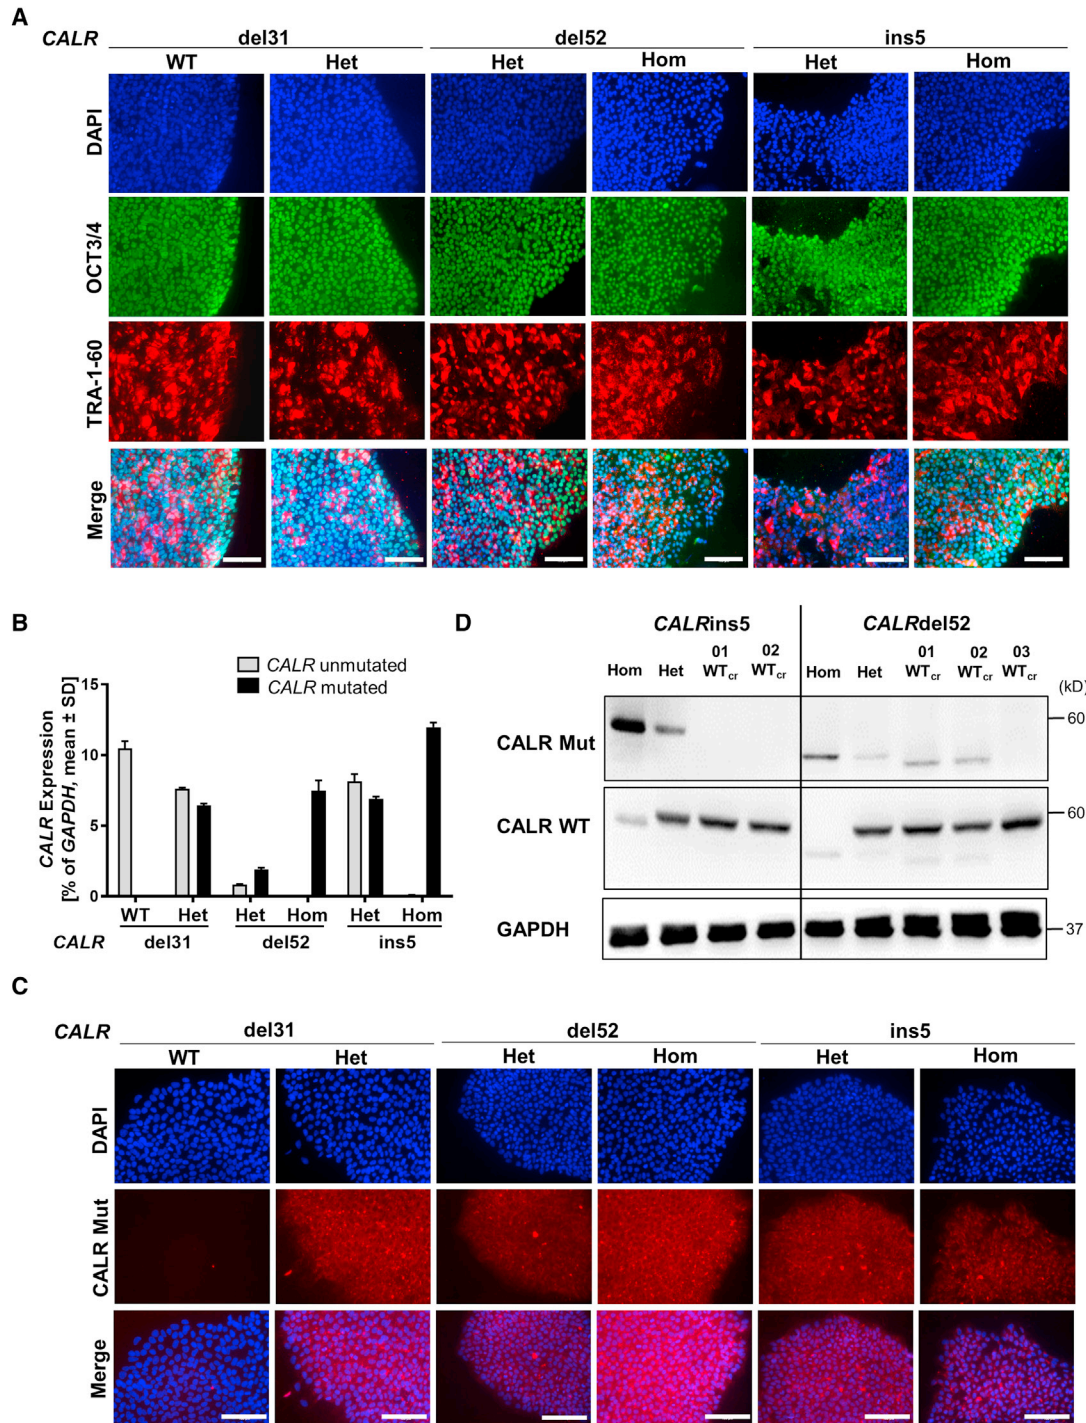 A
CALR del31 del52 ins5
WT Het Het Hom Het Hom
DAPI
OCT3/4
TRA-1-60
Merge
B
CALR unmutated
CALR mutated
CALR Expression
[% of GAPDH, mean ± SD]
15
10
5
0
WT Het Het Hom Het Hom
CALR del31 del52 ins5
D
CALRins5 CALRdel52
01 02 01 02 03
Hom Het WTcr WTcr Hom Het WTcr WTcr WTcr
(kD)
CALR Mut 60
CALR WT 60
GAPDH 37
C
CALR del31 del52 ins5
WT Het Het Hom Het Hom
DAPI
CALR Mut
Merge